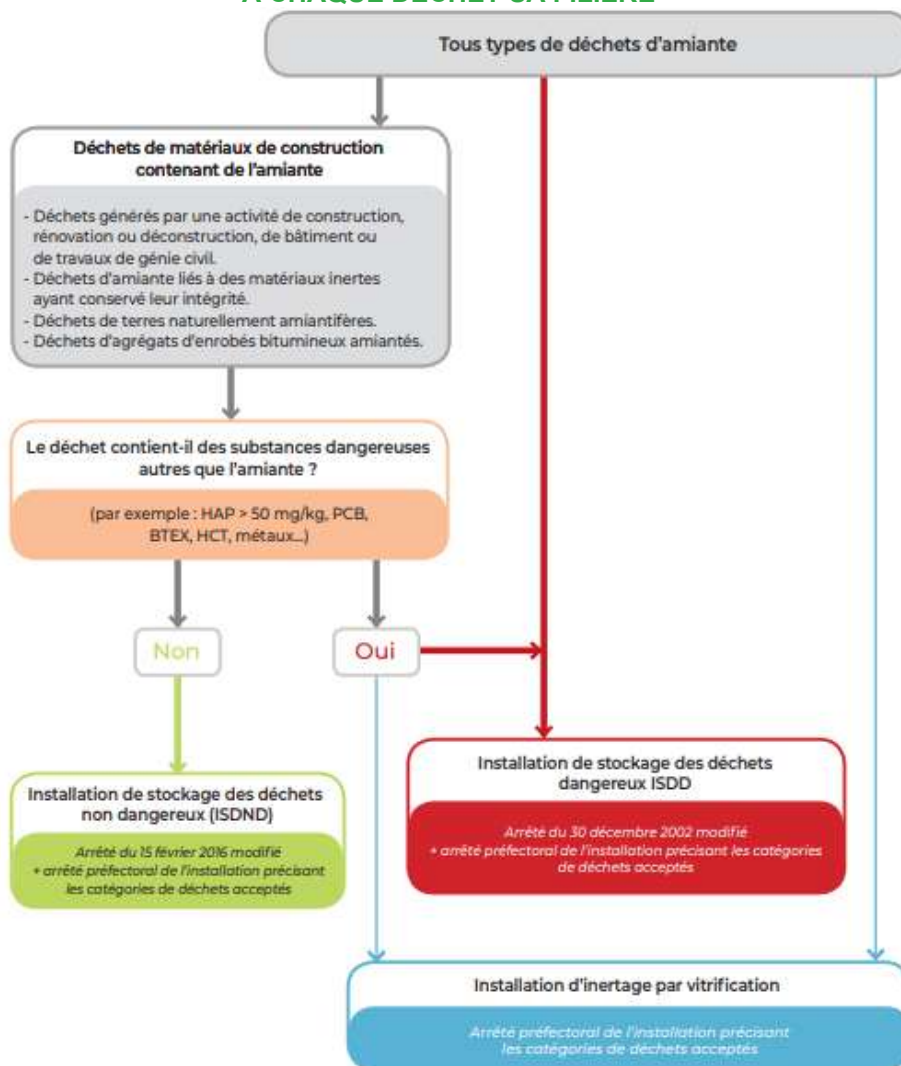 À CHAQUE DÉCHET SA FILIÈRE
Tous types de déchets d'amiante
Déchets de matériaux de construction
contenant de l'amiante
- Déchets générés par une activité de construction,
rénovation ou déconstruction, de bâtiment ou
de travaux de génie civil.
- Déchets d'amiante liés à des matériaux inertes
ayant conservé leur intégrité.
- Déchets de terres naturellement amiantifères.
- Déchets d'agrégats d'enrobés bitumineux amiantés.
Le déchet contient-il des substances dangereuses
autres que l'amiante ?
(par exemple : HAP > 50 mg/kg, PCB,
BTEX, HCT, métaux...)
Non
Oui
Installation de stockage des déchets
dangereux ISDD
Arrêté du 30 décembre 2002 modifié
+ arrêté préfectoral de l'installation précisant les catégories
de déchets acceptés
Installation de stockage des déchets
non dangereux (ISDND)
Arrêté du 15 février 2016 modifié
+ arrêté préfectoral de l'installation précisant
les catégories de déchets acceptés
Installation d'inertage par vitrification
Arrêté préfectoral de l'installation précisant
les catégories de déchets acceptés